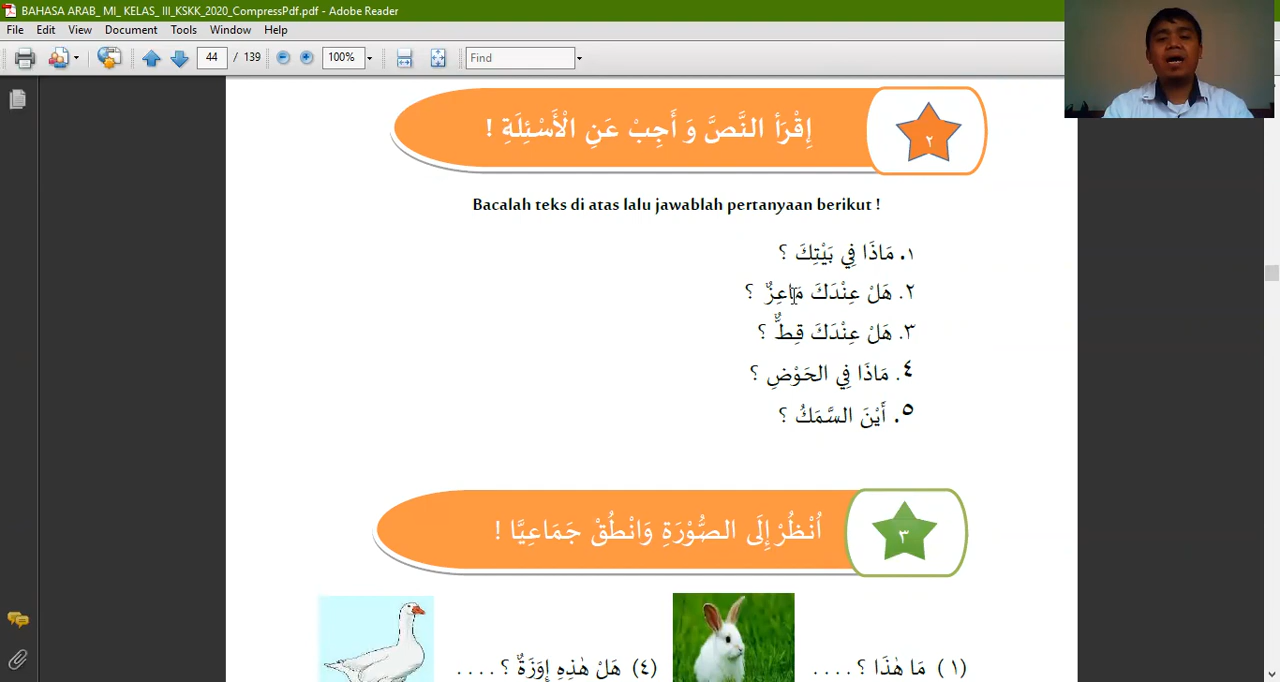 BAHASA ARAB_ MI_ KELAS_ III_KSKK_2020_CompressPdf.pdf - Adobe Reader
File Edit View Document Tools Window Help
44 / 139 100% Find
٢
إِقْرَأ النَّصَّ وَ أَجِبْ عَنِ الْأَسْئِلَةِ !
Bacalah teks di atas lalu jawablah pertanyaan berikut !
١. مَاذَا فِي بَيْتِكَ ؟
٢. هَلْ عِنْدَكَ مَاعِزٌ ؟
٣. هَلْ عِنْدَكَ قِطٌّ ؟
٤. مَاذَا فِي الحَوْضِ ؟
٥. أَيْنَ السَّمَكُ ؟
٣
اُنْظُرْ إِلَى الصُّوْرَةِ وَانْطُقْ جَمَاعِيًّا !
(١) مَا هٰذَا ؟ . . . .
(٤) هَلْ هٰذِهِ إِوَزَةٌ ؟ . . . .